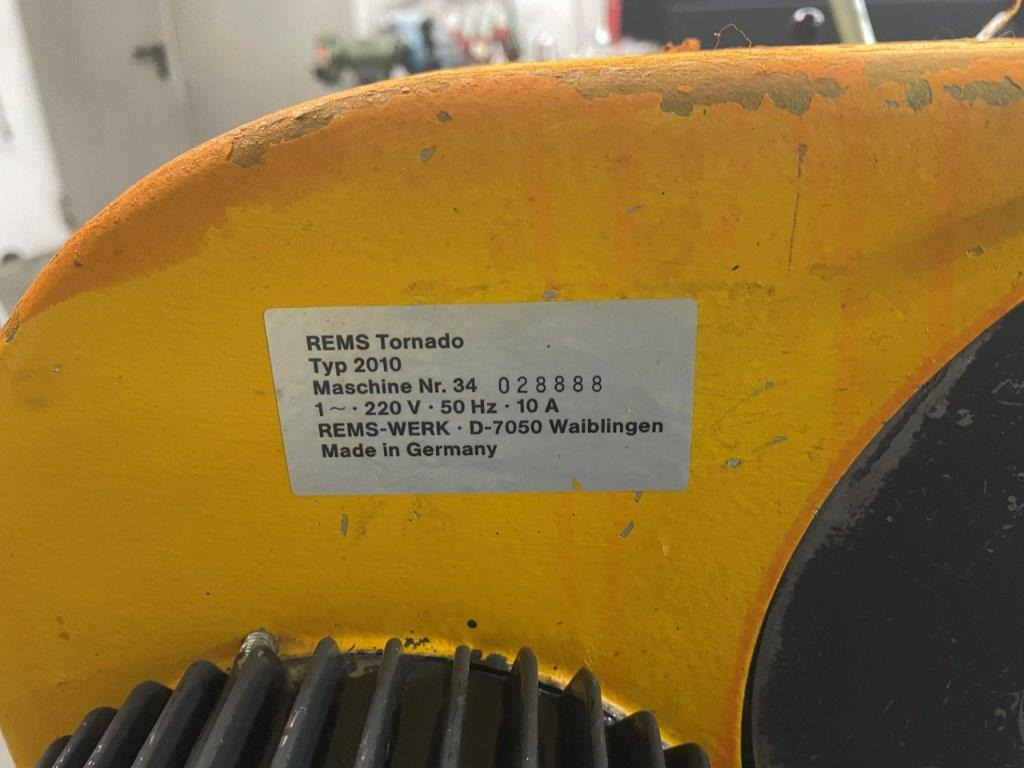 REMS Tornado
Typ 2010
Maschine Nr. 34 028888
1 ~ · 220 V · 50 Hz · 10 A
REMS-WERK · D-7050 Waiblingen
Made in Germany